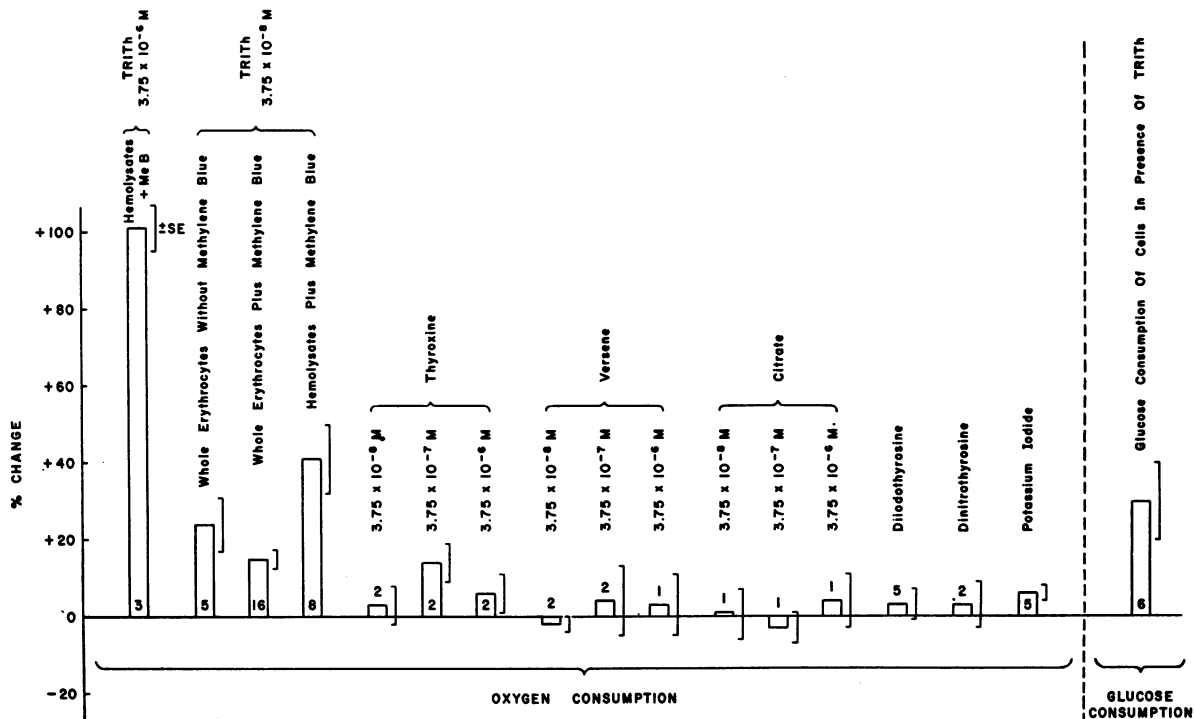 TRITh
3.75 x 10⁻⁶ M
TRITh
3.75 x 10⁻⁸ M
Hemolysates
+ Me B
Whole Erythrocytes Without Methylene Blue
Whole Erythrocytes Plus Methylene Blue
Hemolysates Plus Methylene Blue
±SE
Thyroxine
3.75 x 10⁻⁸ M
3.75 x 10⁻⁷ M
3.75 x 10⁻⁶ M
Versene
3.75 x 10⁻⁸ M
3.75 x 10⁻⁷ M
3.75 x 10⁻⁶ M
Citrate
3.75 x 10⁻⁸ M
3.75 x 10⁻⁷ M
3.75 x 10⁻⁶ M.
Diiodothyrosine
Dinitrothyrosine
Potassium Iodide
Glucose Consumption Of Cells In Presence Of TRITh
% CHANGE
+100
+80
+60
+40
+20
0
-20
3
5
16
8
2
2
2
2
2
1
1
1
1
5
2
5
6
OXYGEN CONSUMPTION
GLUCOSE
CONSUMPTION